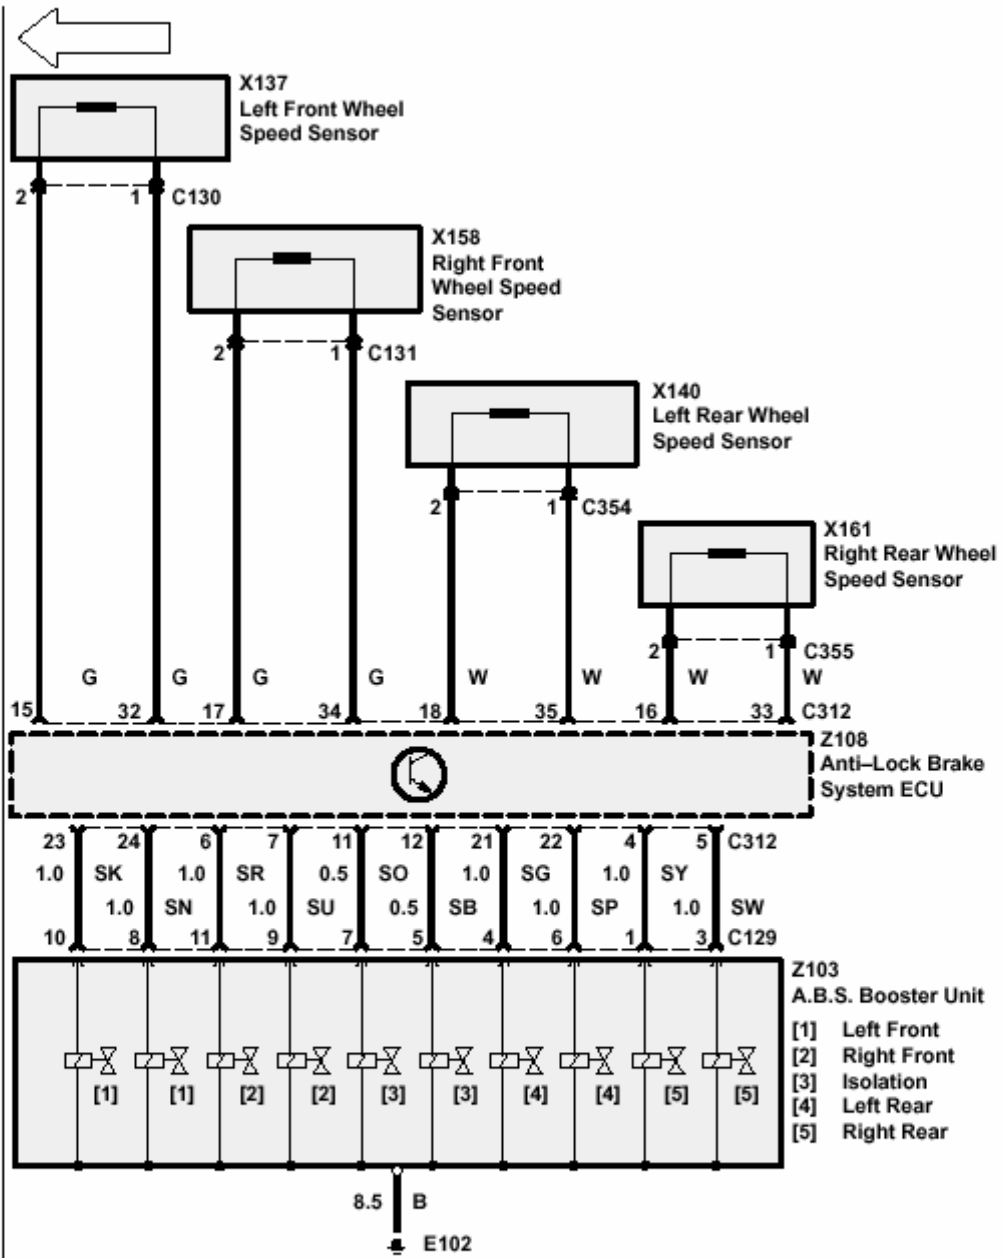 X137
Left Front Wheel
Speed Sensor
2 1 C130
X158
Right Front
Wheel Speed
Sensor
2 1 C131
X140
Left Rear Wheel
Speed Sensor
2 1 C354
X161
Right Rear Wheel
Speed Sensor
2 1 C355
G G G G W W W W
15 32 17 34 18 35 16 33 C312
Z108
Anti–Lock Brake
System ECU
23 24 6 7 11 12 21 22 4 5 C312
1.0 SK 1.0 SR 0.5 SO 1.0 SG 1.0 SY
1.0 SN 1.0 SU 0.5 SB 1.0 SP 1.0 SW
10 8 11 9 7 5 4 6 1 3 C129
Z103
A.B.S. Booster Unit
[1] Left Front
[2] Right Front
[3] Isolation
[4] Left Rear
[5] Right Rear
[1] [1] [2] [2] [3] [3] [4] [4] [5] [5]
8.5 B
E102